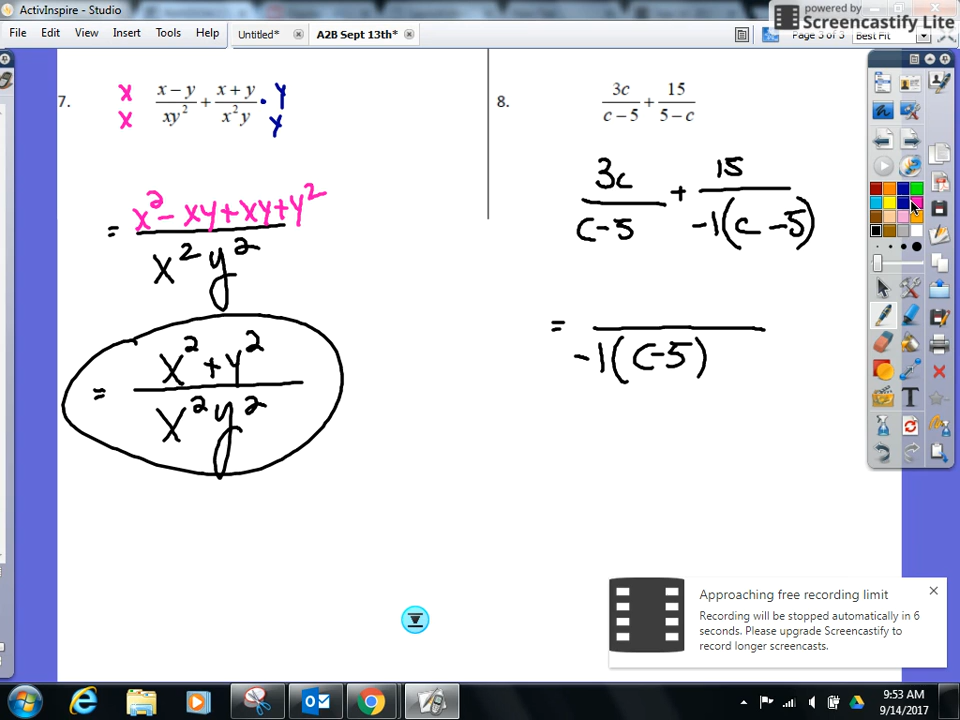 ActivInspire - Studio
powered by
Screencastify Lite
File Edit View Insert Tools Help Untitled* A2B Sept 13th* Page 3 of 3 Best Fit
7. x x−y/xy² + x+y/x²y • y
x y
= x²−xy+xy+y²
x²y²
= x²+y²
x²y²
8. 3c/c−5 + 15/5−c
3c + 15
c−5 -1(c−5)
=
-1(c−5)
Approaching free recording limit
Recording will be stopped automatically in 6
seconds. Please upgrade Screencastify to
record longer screencasts.
9:53 AM
9/14/2017